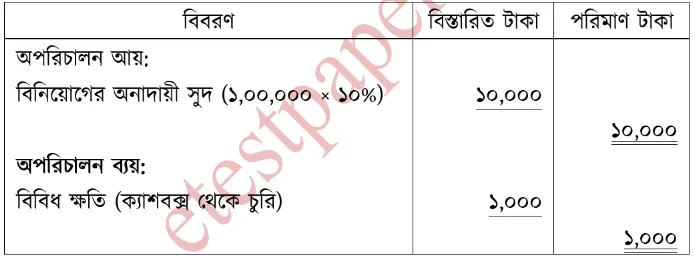 বিবরণ বিস্তারিত টাকা পরিমাণ টাকা
অপরিচালন আয়:
বিনিয়োগের অনাদায়ী সুদ (১,০০,০০০ × ১০%) ১০,০০০
১০,০০০
অপরিচালন ব্যয়:
বিবিধ ক্ষতি (ক্যাশবক্স থেকে চুরি) ১,০০০
১,০০০
etestpaper